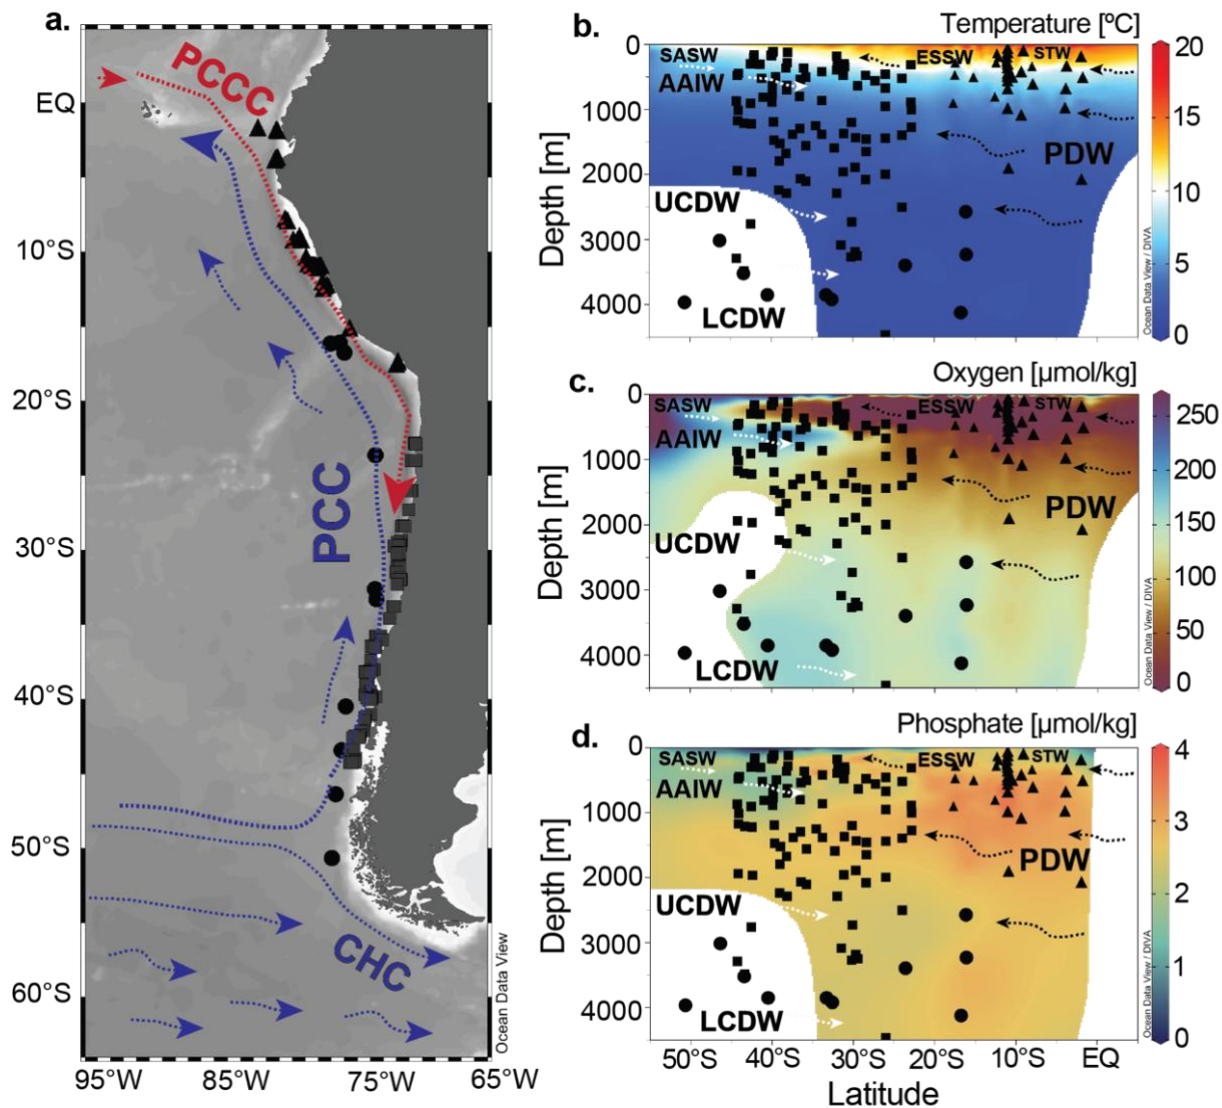 a.
PCCC
EQ
10°S
20°S
30°S
40°S
50°S
60°S
PCC
CHC
Ocean Data View
95°W 85°W 75°W 65°W
b.
Temperature [ºC]
SASW
AAIW
ESSW
STW
PDW
UCDW
LCDW
0
1000
2000
3000
4000
Depth [m]
20
15
10
5
0
Ocean Data View / DIVA
c.
Oxygen [µmol/kg]
SASW
AAIW
ESSW
STW
PDW
UCDW
LCDW
0
1000
2000
3000
4000
Depth [m]
250
200
150
100
50
0
Ocean Data View / DIVA
d.
Phosphate [µmol/kg]
SASW
AAIW
ESSW
STW
PDW
UCDW
LCDW
0
1000
2000
3000
4000
Depth [m]
4
3
2
1
0
Ocean Data View / DIVA
50°S 40°S 30°S 20°S 10°S EQ
Latitude